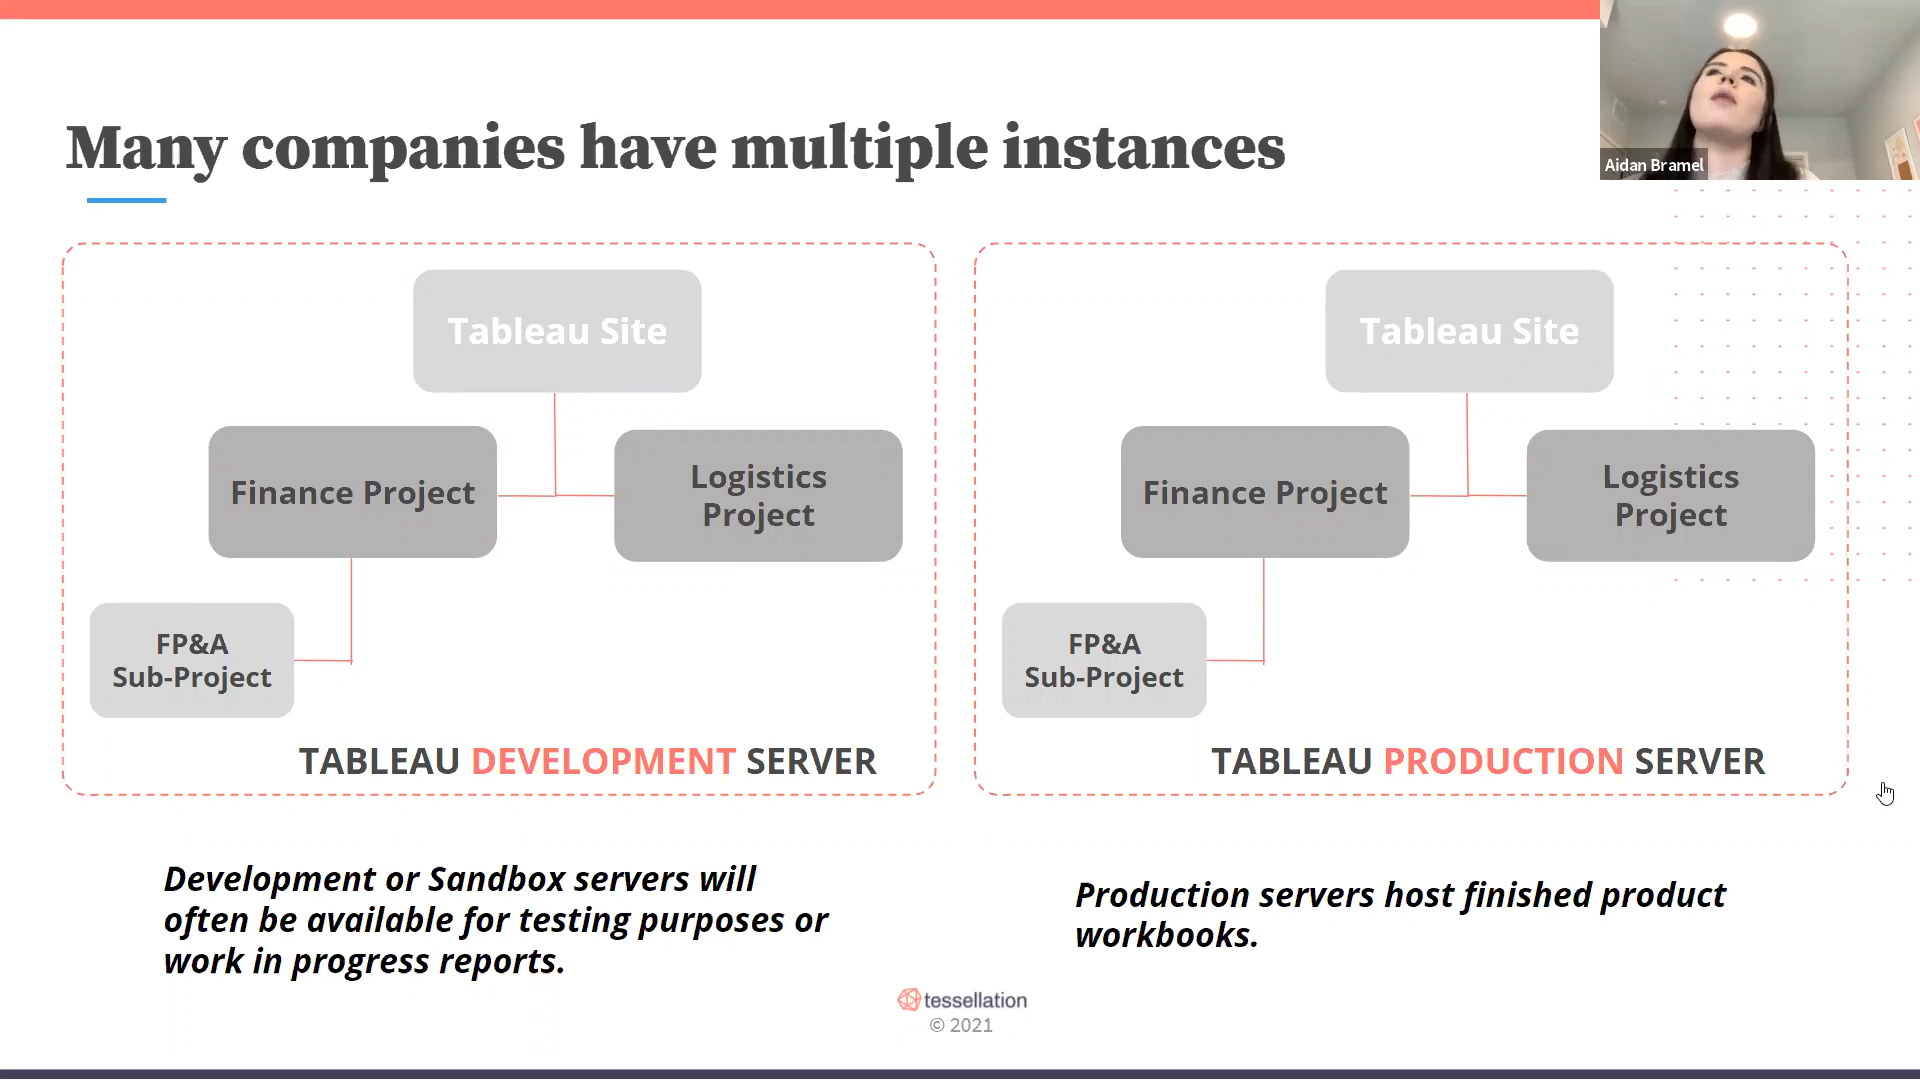 Many companies have multiple instances
Aidan Bramel
Tableau Site
Finance Project
Logistics
Project
FP&A
Sub-Project
TABLEAU DEVELOPMENT SERVER
Tableau Site
Finance Project
Logistics
Project
FP&A
Sub-Project
TABLEAU PRODUCTION SERVER
Development or Sandbox servers will
often be available for testing purposes or
work in progress reports.
Production servers host finished product
workbooks.
tessellation
© 2021